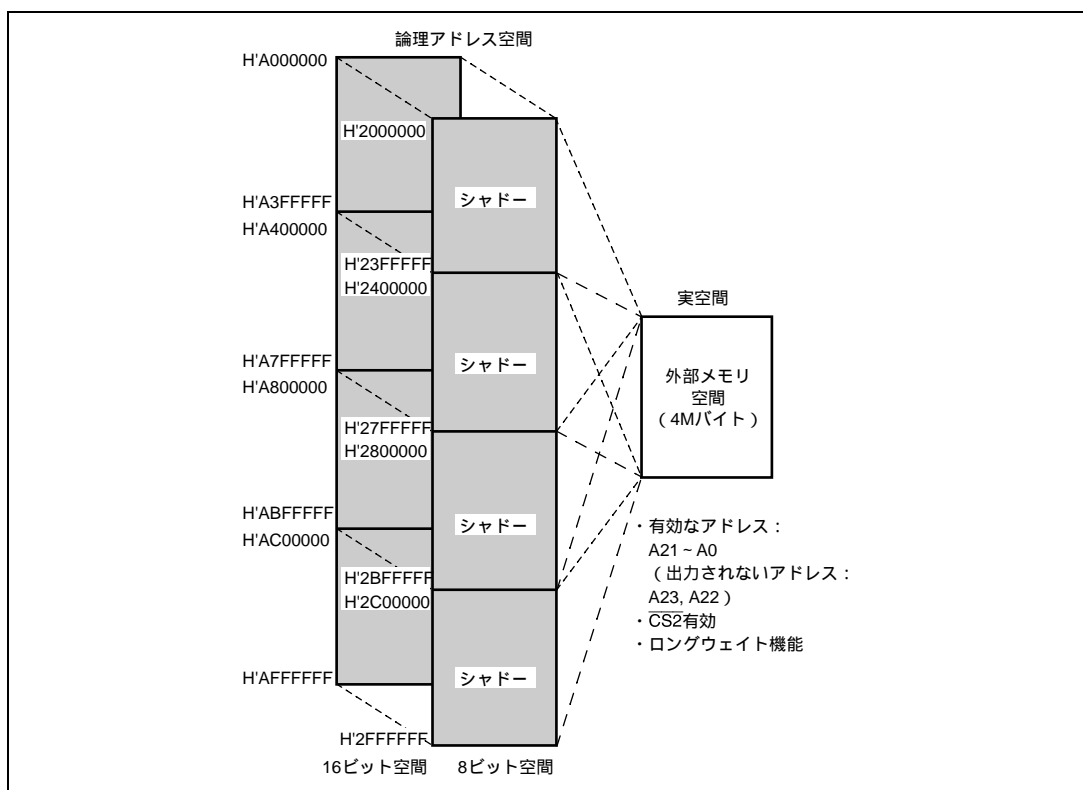 論理アドレス空間
H'A000000
H'2000000
H'A3FFFFF
シャドー
H'A400000
H'23FFFFF
H'2400000
実空間
H'A7FFFFF
シャドー
H'A800000
外部メモリ
空間
(4Mバイト)
H'27FFFFF
H'2800000
H'ABFFFFF
シャドー
H'AC00000
・有効なアドレス:
A21~A0
(出力されないアドレス:
A23, A22)
・CS2有効
・ロングウェイト機能
H'2BFFFFF
H'2C00000
H'AFFFFFF
シャドー
H'2FFFFFF
16ビット空間 8ビット空間